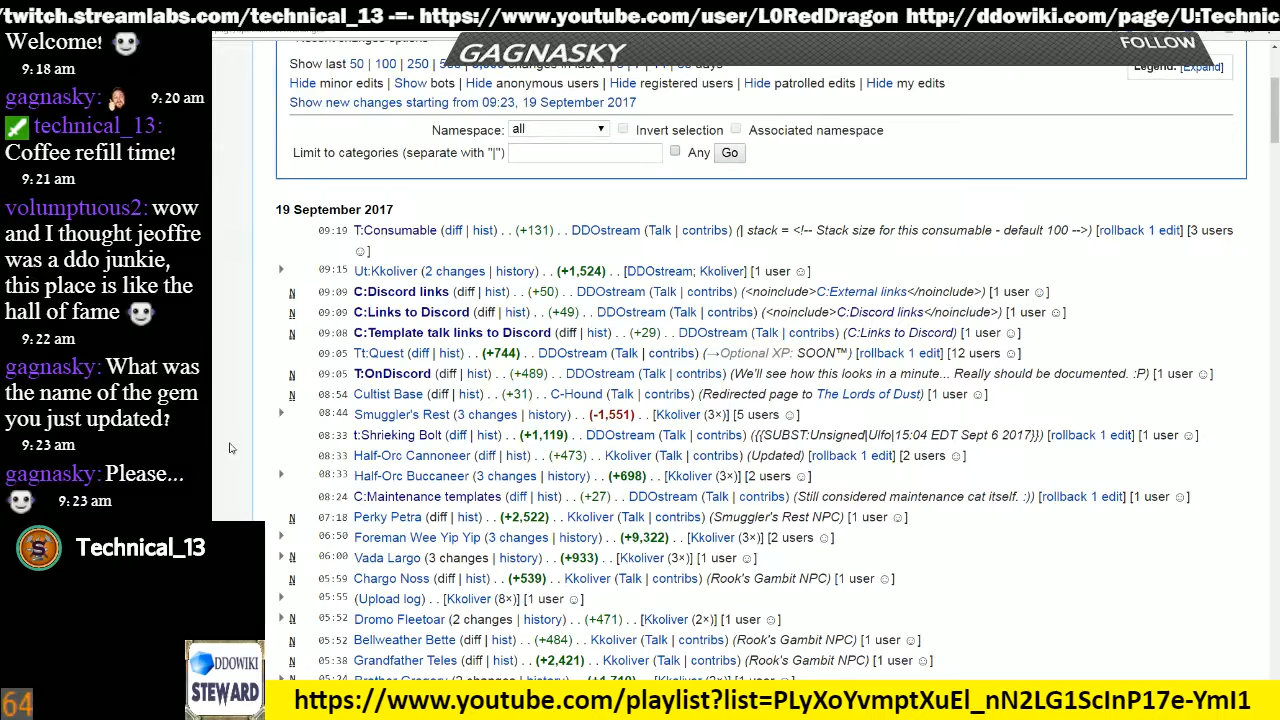 /twitch.streamlabs.com/technical_13 -=- https://www.youtube.com/user/L0RedDragon http://ddowiki.com/page/U:Technic
Welcome!
9:18 am
gagnasky: 9:20 am
technical_13:
Coffee refill time!
9:21 am
volumptuous2: wow
and I thought jeoffre
was a ddo junkie,
this place is like the
hall of fame
9:22 am
gagnasky: What was
the name of the gem
you just updated?
9:23 am
gagnasky: Please...
9:23 am
Technical_13
64
DDOWIKI
STEWARD
GAGNASKY
FOLLOW
Show last 50 | 100 | 250 |
Legend: [Expand]
Hide minor edits | Show bots | Hide anonymous users | Hide registered users | Hide patrolled edits | Hide my edits
Show new changes starting from 09:23, 19 September 2017
Namespace: all Invert selection Associated namespace
Limit to categories (separate with "|") Any Go
19 September 2017
09:19 T:Consumable (diff | hist) . . (+131) . . DDOstream (Talk | contribs) (| stack = <!-- Stack size for this consumable - default 100 -->) [rollback 1 edit] [3 users
☺]
09:15 Ut:Kkoliver (2 changes | history) . . (+1,524) . . [DDOstream; Kkoliver] [1 user ☺]
N 09:09 C:Discord links (diff | hist) . . (+50) . . DDOstream (Talk | contribs) (<noinclude>C:External links</noinclude>) [1 user ☺]
N 09:09 C:Links to Discord (diff | hist) . . (+49) . . DDOstream (Talk | contribs) (<noinclude>C:Discord links</noinclude>) [1 user ☺]
N 09:08 C:Template talk links to Discord (diff | hist) . . (+29) . . DDOstream (Talk | contribs) (C:Links to Discord) [1 user ☺]
09:05 Tt:Quest (diff | hist) . . (+744) . . DDOstream (Talk | contribs) (→Optional XP: SOON™) [rollback 1 edit] [12 users ☺]
N 09:05 T:OnDiscord (diff | hist) . . (+489) . . DDOstream (Talk | contribs) (We'll see how this looks in a minute... Really should be documented. :P) [1 user ☺]
N 08:54 Cultist Base (diff | hist) . . (+31) . . C-Hound (Talk | contribs) (Redirected page to The Lords of Dust) [1 user ☺]
08:44 Smuggler's Rest (3 changes | history) . . (-1,551) . . [Kkoliver (3×)] [5 users ☺]
08:33 t:Shrieking Bolt (diff | hist) . . (+1,119) . . DDOstream (Talk | contribs) ({{SUBST:Unsigned|Ulfo|15:04 EDT Sept 6 2017}}) [rollback 1 edit] [1 user ☺]
08:33 Half-Orc Cannoneer (diff | hist) . . (+473) . . Kkoliver (Talk | contribs) (Updated) [rollback 1 edit] [2 users ☺]
08:33 Half-Orc Buccaneer (3 changes | history) . . (+698) . . [Kkoliver (3×)] [2 users ☺]
08:24 C:Maintenance templates (diff | hist) . . (+27) . . DDOstream (Talk | contribs) (Still considered maintenance cat itself. :)) [rollback 1 edit] [1 user ☺]
N 07:18 Perky Petra (diff | hist) . . (+2,522) . . Kkoliver (Talk | contribs) (Smuggler's Rest NPC) [1 user ☺]
06:50 Foreman Wee Yip Yip (3 changes | history) . . (+9,322) . . [Kkoliver (3×)] [2 users ☺]
N 06:00 Vada Largo (3 changes | history) . . (+933) . . [Kkoliver (3×)] [1 user ☺]
N 05:59 Chargo Noss (diff | hist) . . (+539) . . Kkoliver (Talk | contribs) (Rook's Gambit NPC) [1 user ☺]
05:55 (Upload log) . . [Kkoliver (8×)] [1 user ☺]
N 05:52 Dromo Fleetoar (2 changes | history) . . (+471) . . [Kkoliver (2×)] [1 user ☺]
N 05:52 Bellweather Bette (diff | hist) . . (+484) . . Kkoliver (Talk | contribs) (Rook's Gambit NPC) [1 user ☺]
N 05:38 Grandfather Teles (diff | hist) . . (+2,421) . . Kkoliver (Talk | contribs) (Rook's Gambit NPC) [1 user ☺]
https://www.youtube.com/playlist?list=PLyXoYvmptXuEl_nN2LG1ScInP17e-YmI1